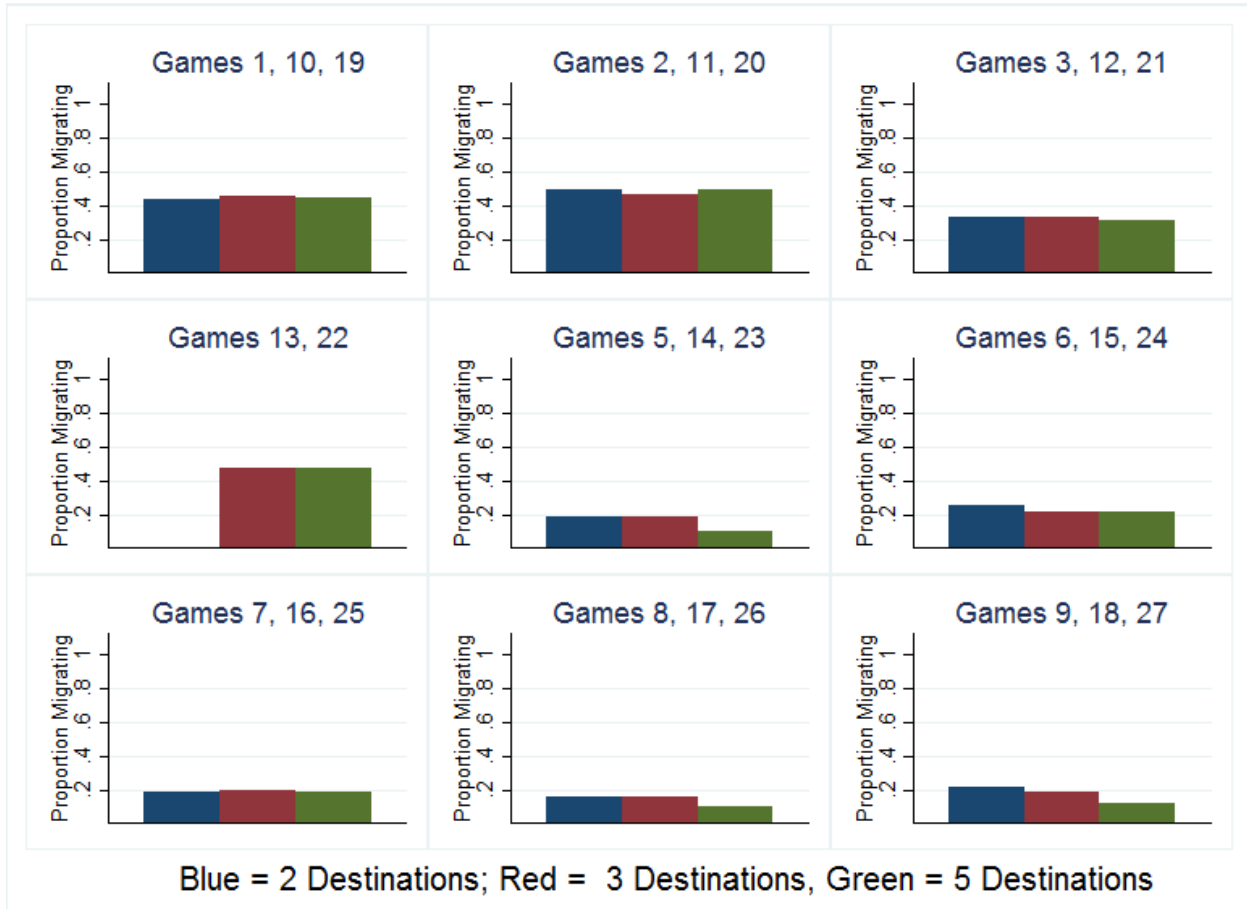 Games 1, 10, 19
Proportion Migrating
.2 .4 .6 .8 1
Games 2, 11, 20
Proportion Migrating
.2 .4 .6 .8 1
Games 3, 12, 21
Proportion Migrating
.2 .4 .6 .8 1
Games 13, 22
Proportion Migrating
.2 .4 .6 .8 1
Games 5, 14, 23
Proportion Migrating
.2 .4 .6 .8 1
Games 6, 15, 24
Proportion Migrating
.2 .4 .6 .8 1
Games 7, 16, 25
Proportion Migrating
.2 .4 .6 .8 1
Games 8, 17, 26
Proportion Migrating
.2 .4 .6 .8 1
Games 9, 18, 27
Proportion Migrating
.2 .4 .6 .8 1
Blue = 2 Destinations; Red =  3 Destinations, Green = 5 Destinations